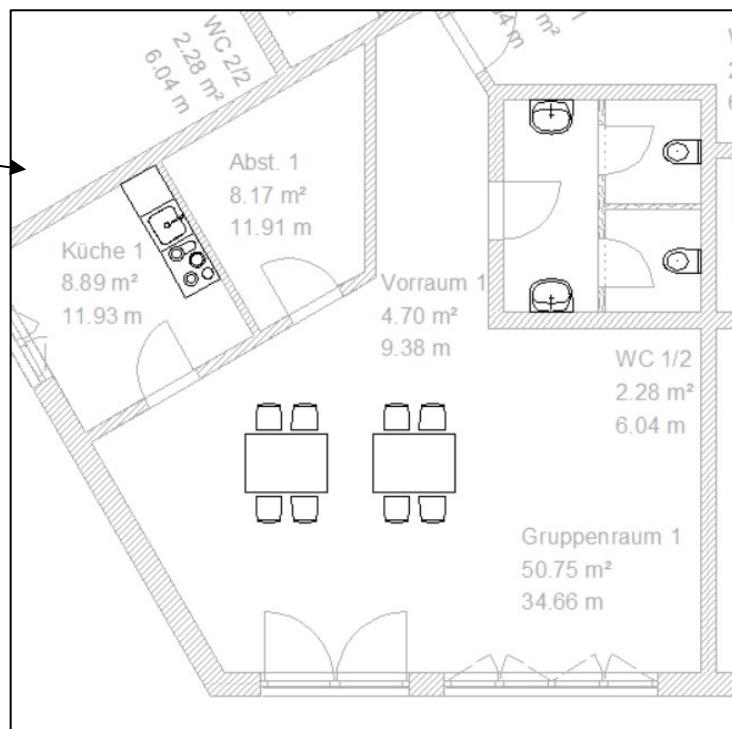 WC 2/2
2.28 m²
6.04 m
Abst. 1
8.17 m²
11.91 m
Küche 1
8.89 m²
11.93 m
Vorraum 1
4.70 m²
9.38 m
WC 1/2
2.28 m²
6.04 m
Gruppenraum 1
50.75 m²
34.66 m